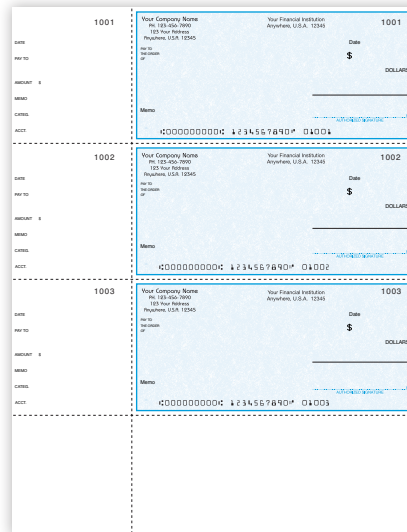 1001
DATE
PAY TO
AMOUNT $
MEMO
CATEG.
ACCT.
Your Company Name
PH. 123-456-7890
123 Your Address
Anywhere, U.S.A. 12345
Your Financial Institution
Anywhere, U.S.A. 12345
1001
PAY TO
THE ORDER
OF
Date
$
DOLLARS
Memo
AUTHORIZED SIGNATURE
⑆000000000⑆ 1234567890⑈ 01001
1002
DATE
PAY TO
AMOUNT $
MEMO
CATEG.
ACCT.
Your Company Name
PH. 123-456-7890
123 Your Address
Anywhere, U.S.A. 12345
Your Financial Institution
Anywhere, U.S.A. 12345
1002
PAY TO
THE ORDER
OF
Date
$
DOLLARS
Memo
AUTHORIZED SIGNATURE
⑆000000000⑆ 1234567890⑈ 01002
1003
DATE
PAY TO
AMOUNT $
MEMO
CATEG.
ACCT.
Your Company Name
PH. 123-456-7890
123 Your Address
Anywhere, U.S.A. 12345
Your Financial Institution
Anywhere, U.S.A. 12345
1003
PAY TO
THE ORDER
OF
Date
$
DOLLARS
Memo
AUTHORIZED SIGNATURE
⑆000000000⑆ 1234567890⑈ 01003